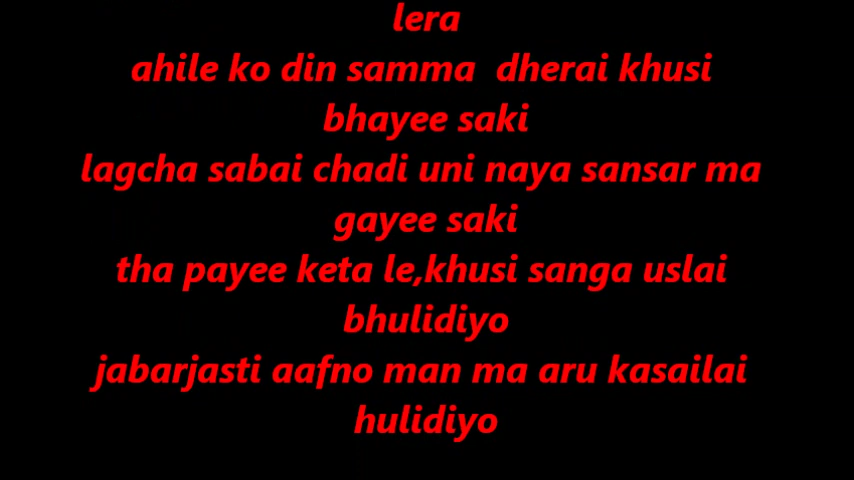 lera
ahile ko din samma dherai khusi
bhayee saki
lagcha sabai chadi uni naya sansar ma
gayee saki
tha payee keta le,khusi sanga uslai
bhulidiyo
jabarjasti aafno man ma aru kasailai
hulidiyo